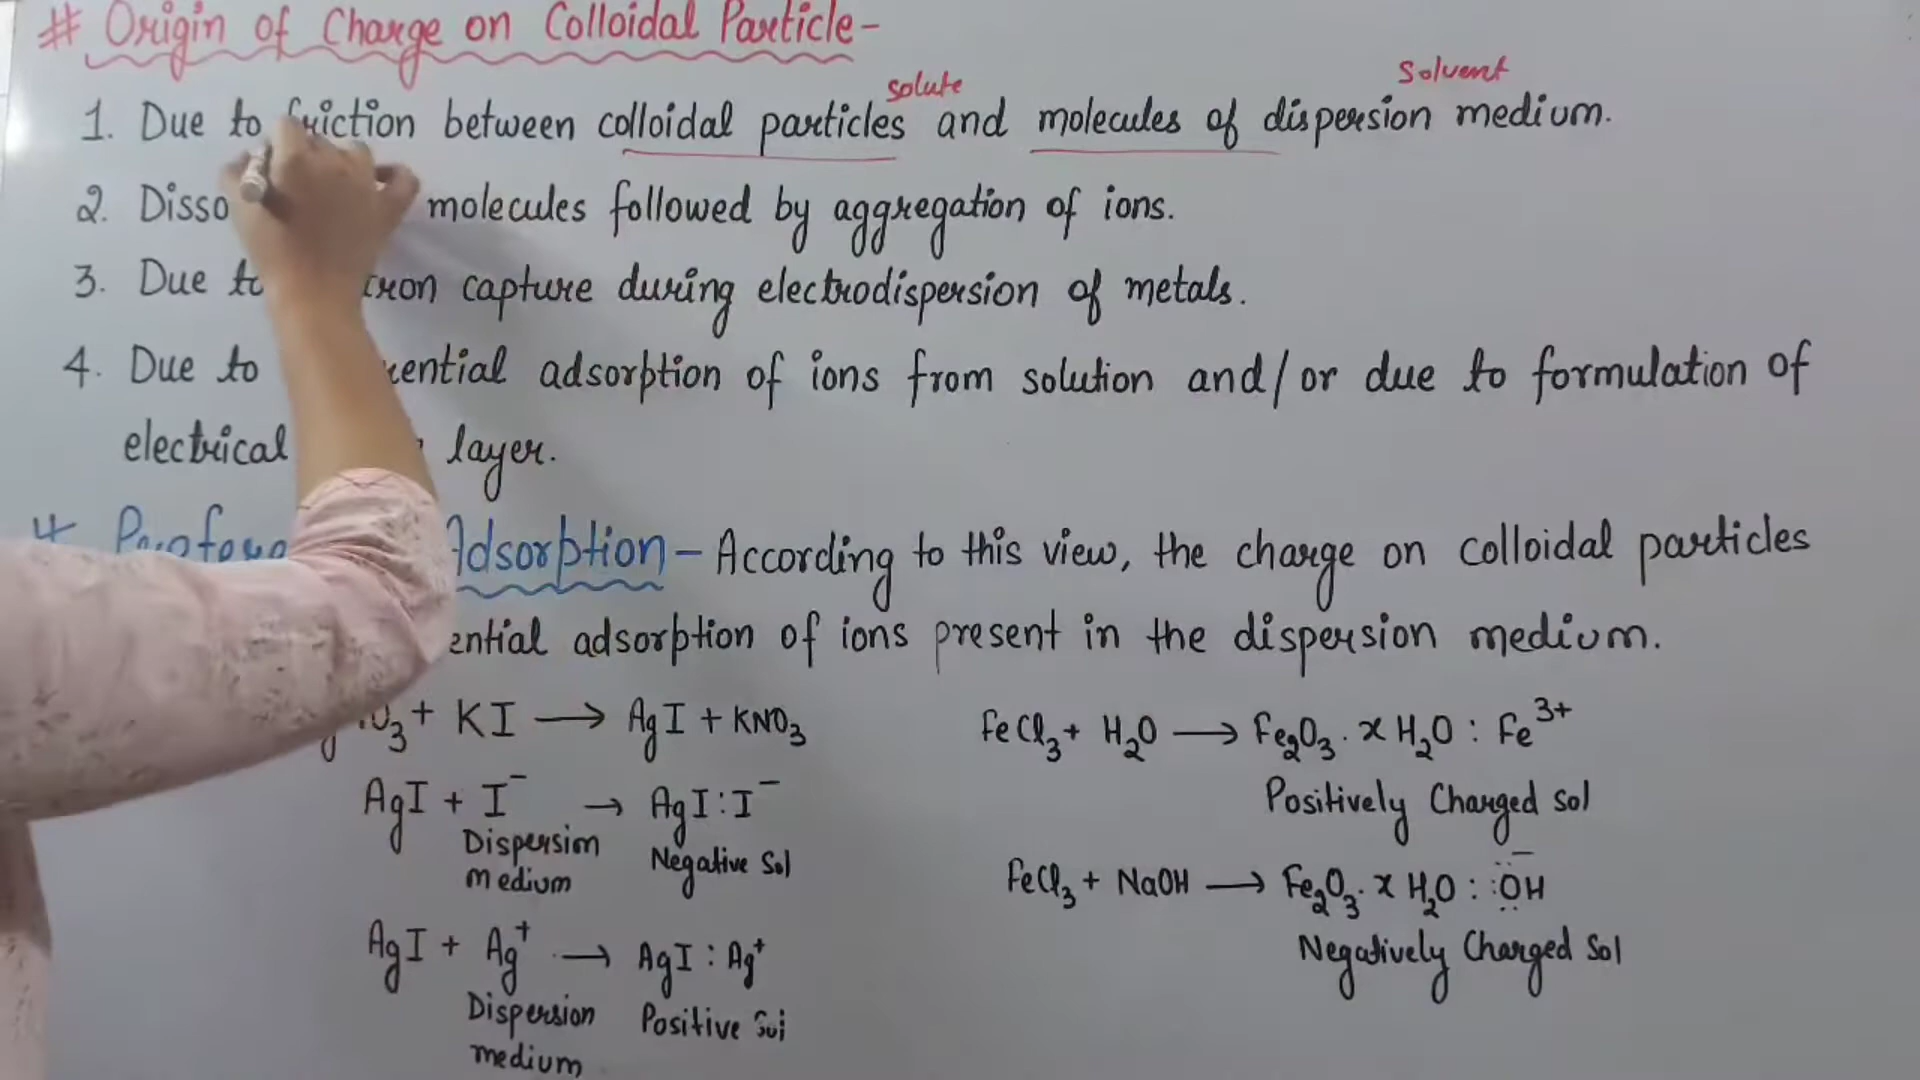 # Origin of Charge on Colloidal Particle-
solute
Solvent
1. Due to friction between colloidal particles and molecules of dispersion medium.
2. Disso molecules followed by aggregation of ions.
3. Due to capture during electrodispersion of metals.
4. Due to adsorption of ions from solution and/or due to formulation of
electrical layer.
Adsorption - According to this view, the charge on colloidal particles
adsorption of ions present in the dispersion medium.
+ KI → AgI + KNO₃
FeCl₃ + H₂O → Fe₂O₃. x H₂O : Fe³⁺
Positively Charged sol
AgI + I⁻ → AgI : I⁻
Dispersion
medium
Negative Sol
FeCl₃ + NaOH → Fe₂O₃. x H₂O : OH⁻
Negatively Charged Sol
AgI + Ag⁺ → AgI : Ag⁺
Dispersion
medium
Positive